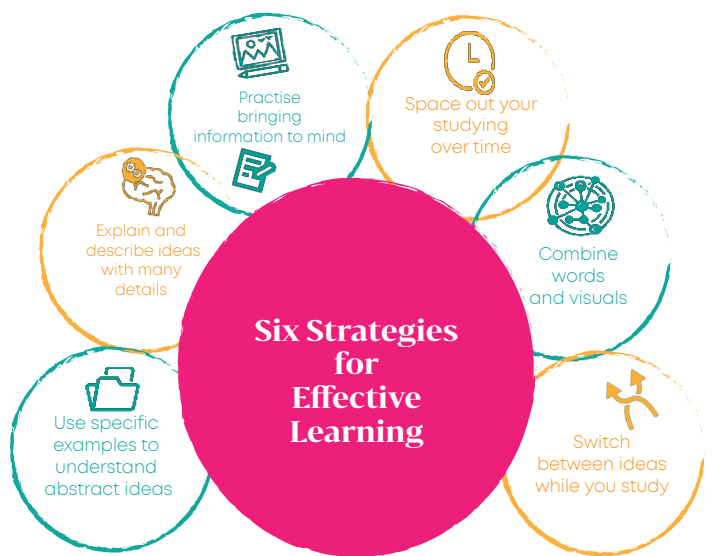 Practise
bringing
information to mind
Space out your
studying
over time
Explain and
describe ideas
with many
details
Combine
words
and visuals
Six Strategies
for
Effective
Learning
Use specific
examples to
understand
abstract ideas
Switch
between ideas
while you study